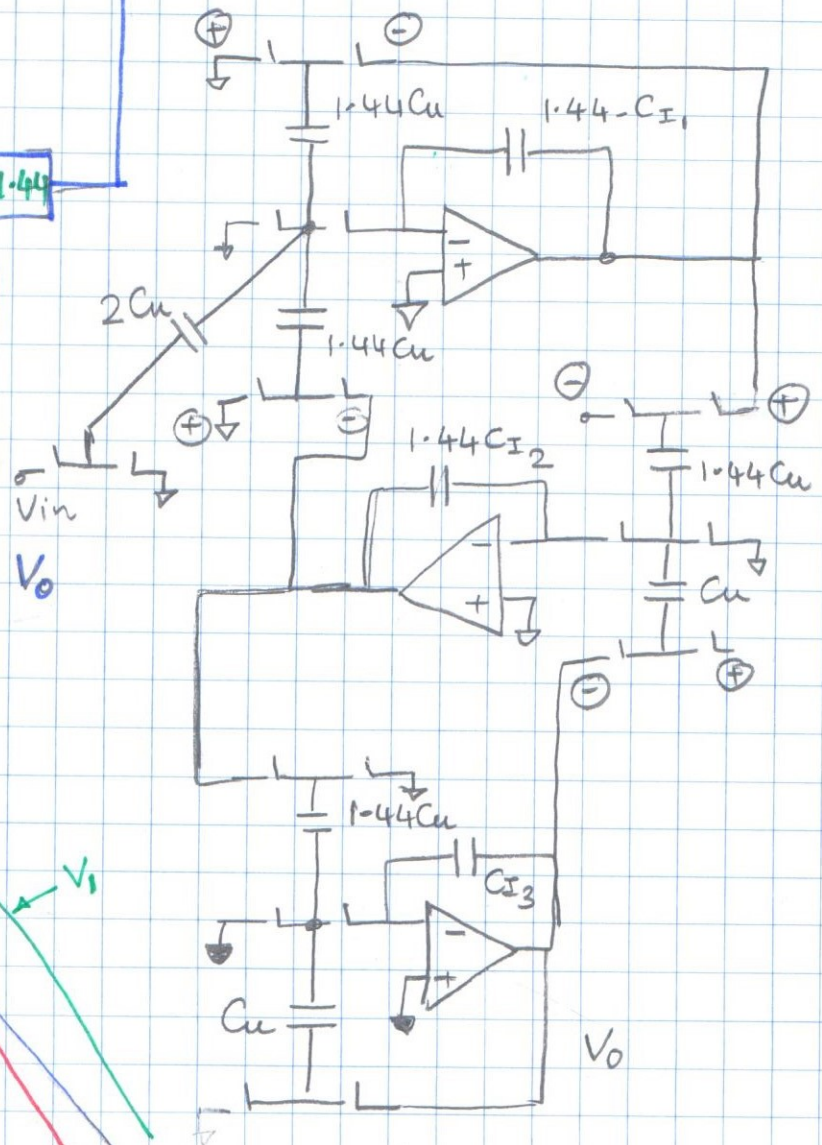 ⊕ ⊖
1.44Cu
1.44-CI1
1.44
−
+
2Cu
1.44Cu
⊖ ⊕
⊕ ⊖
1.44CI2
1.44Cu
Vin
−
+
V0
Cu
⊖ ⊕
1.44Cu
V1
CI3
−
+
Cu
V0